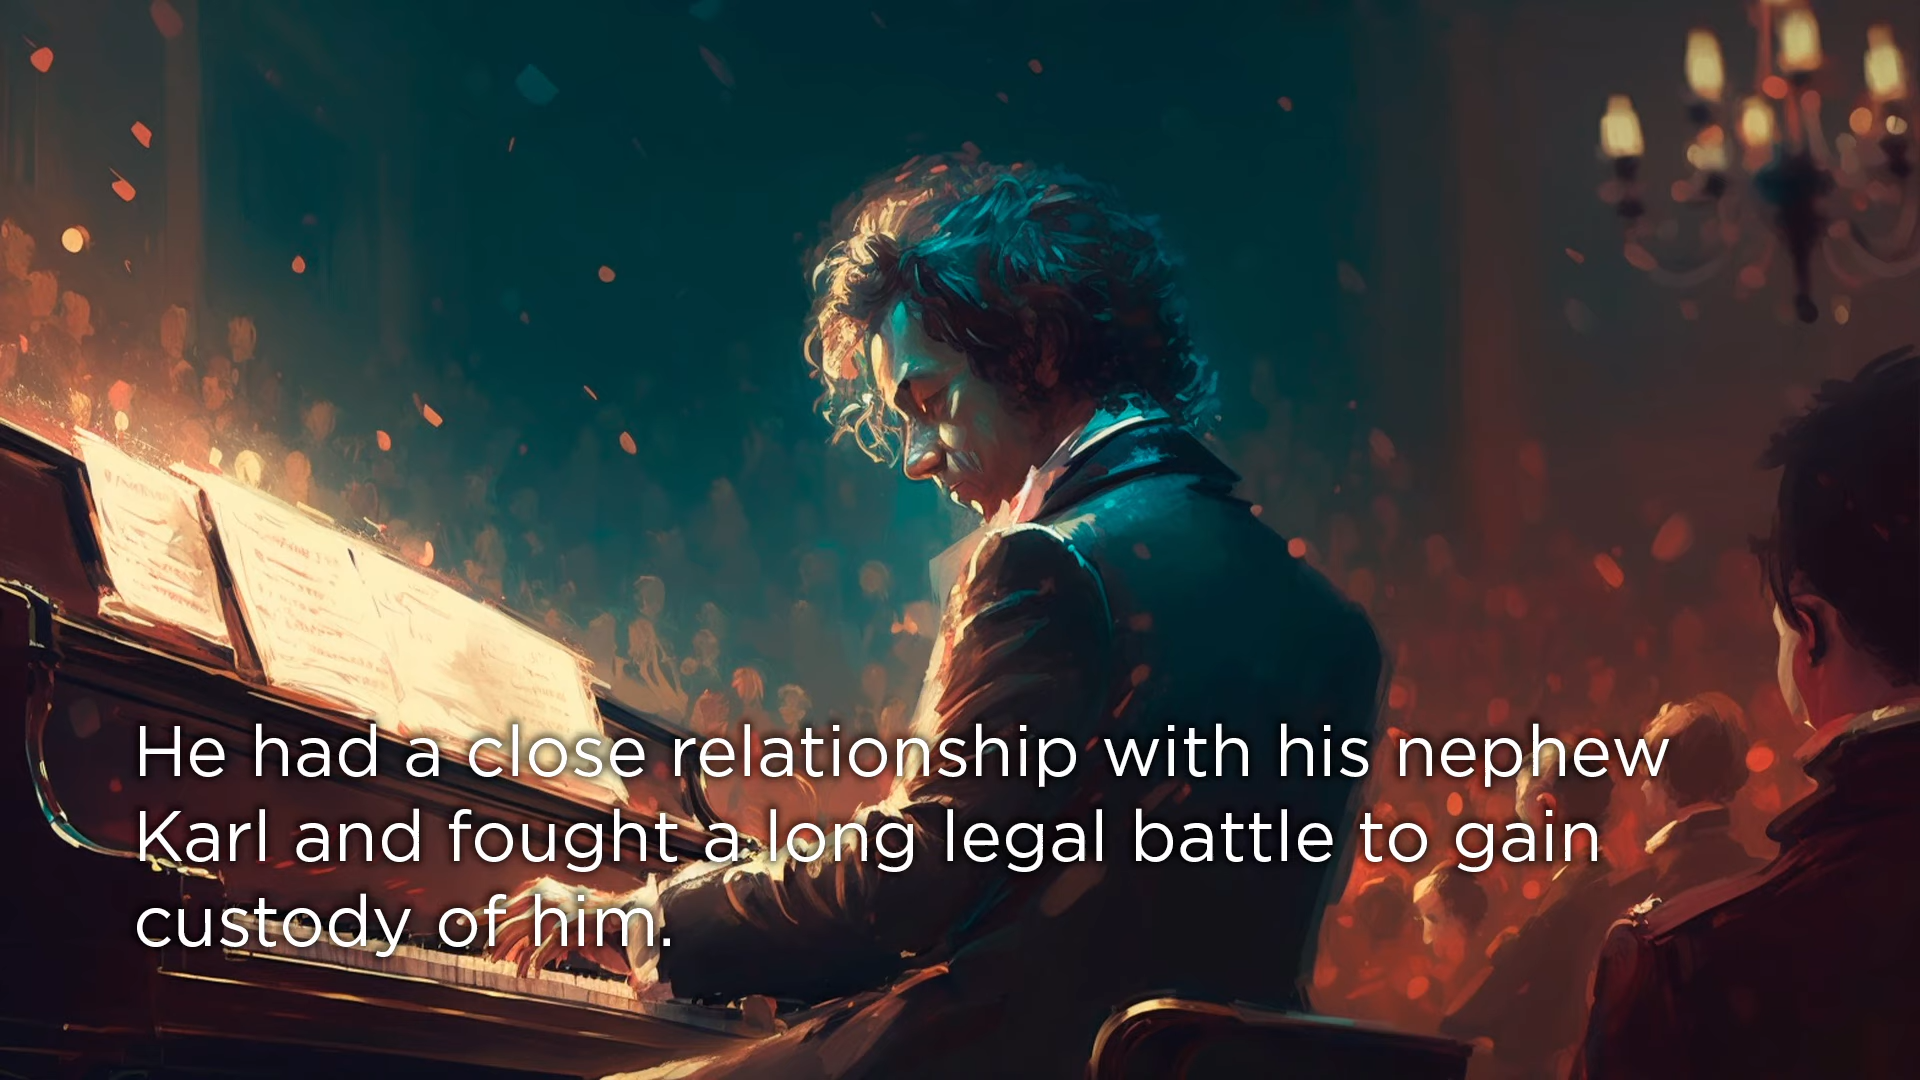 He had a close relationship with his nephew
Karl and fought a long legal battle to gain
custody of him.